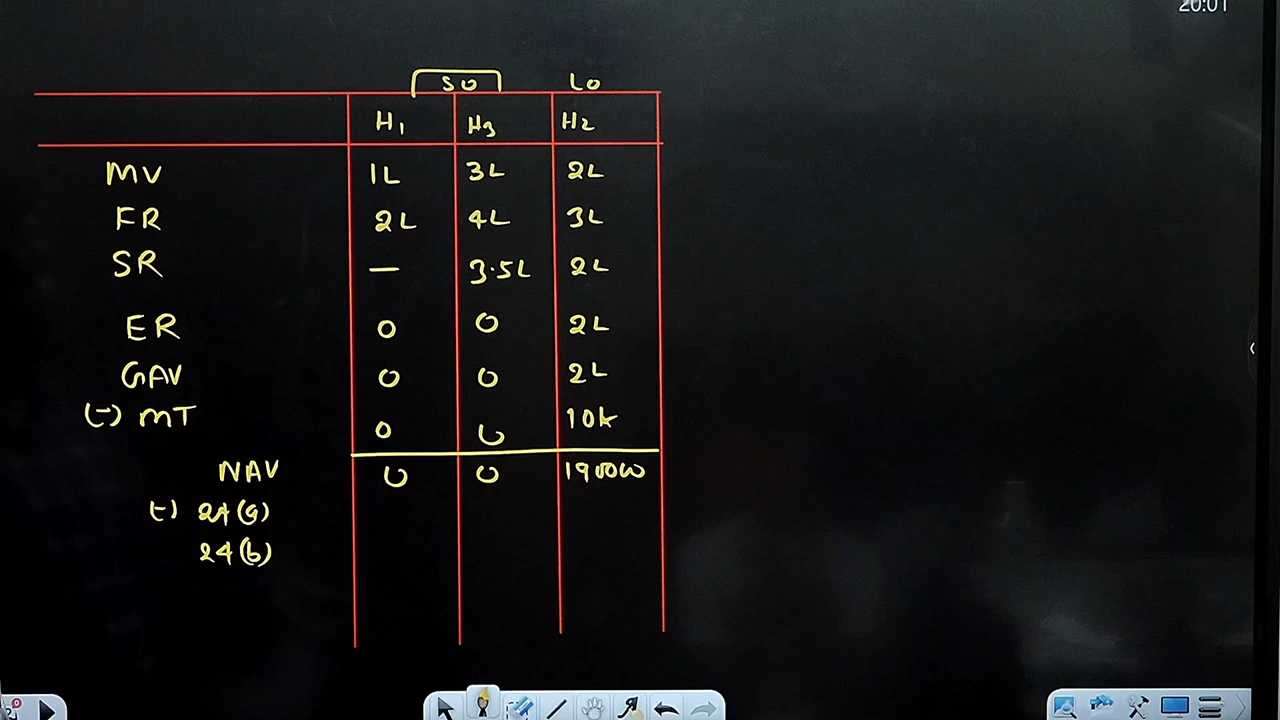 20:01
SO LO
H1 H3 H2
MV 1L 3L 2L
FR 2L 4L 3L
SR — 3.5L 2L
ER 0 0 2L
GAV 0 0 2L
(-) MT 0 0 10k
NAV 0 0 190000
(-) 24(a)
24(b)